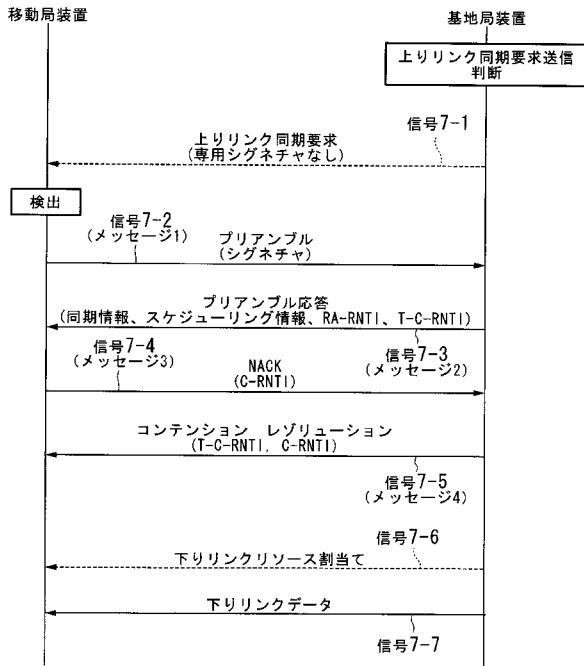 移動局装置
基地局装置
上りリンク同期要求送信
判断
信号7-1
上りリンク同期要求
(専用シグネチャなし)
検出
信号7-2
(メッセージ1)
プリアンブル
(シグネチャ)
プリアンブル応答
(同期情報、スケジューリング情報、RA-RNTI、T-C-RNTI)
信号7-3
(メッセージ2)
信号7-4
(メッセージ3)
NACK
(C-RNTI)
コンテンション レゾリューション
(T-C-RNTI, C-RNTI)
信号7-5
(メッセージ4)
信号7-6
下りリンクリソース割当て
下りリンクデータ
信号7-7